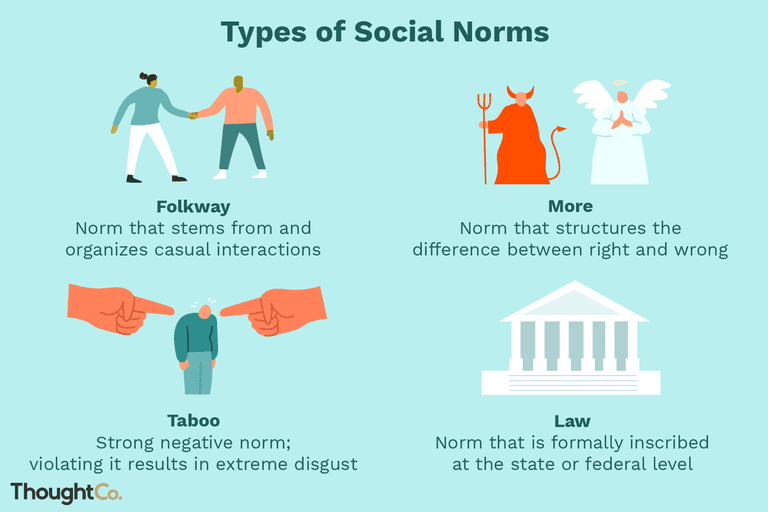 Types of Social Norms
Folkway
Norm that stems from and
organizes casual interactions
More
Norm that structures the
difference between right and wrong
Taboo
Strong negative norm;
violating it results in extreme disgust
Law
Norm that is formally inscribed
at the state or federal level
ThoughtCo.